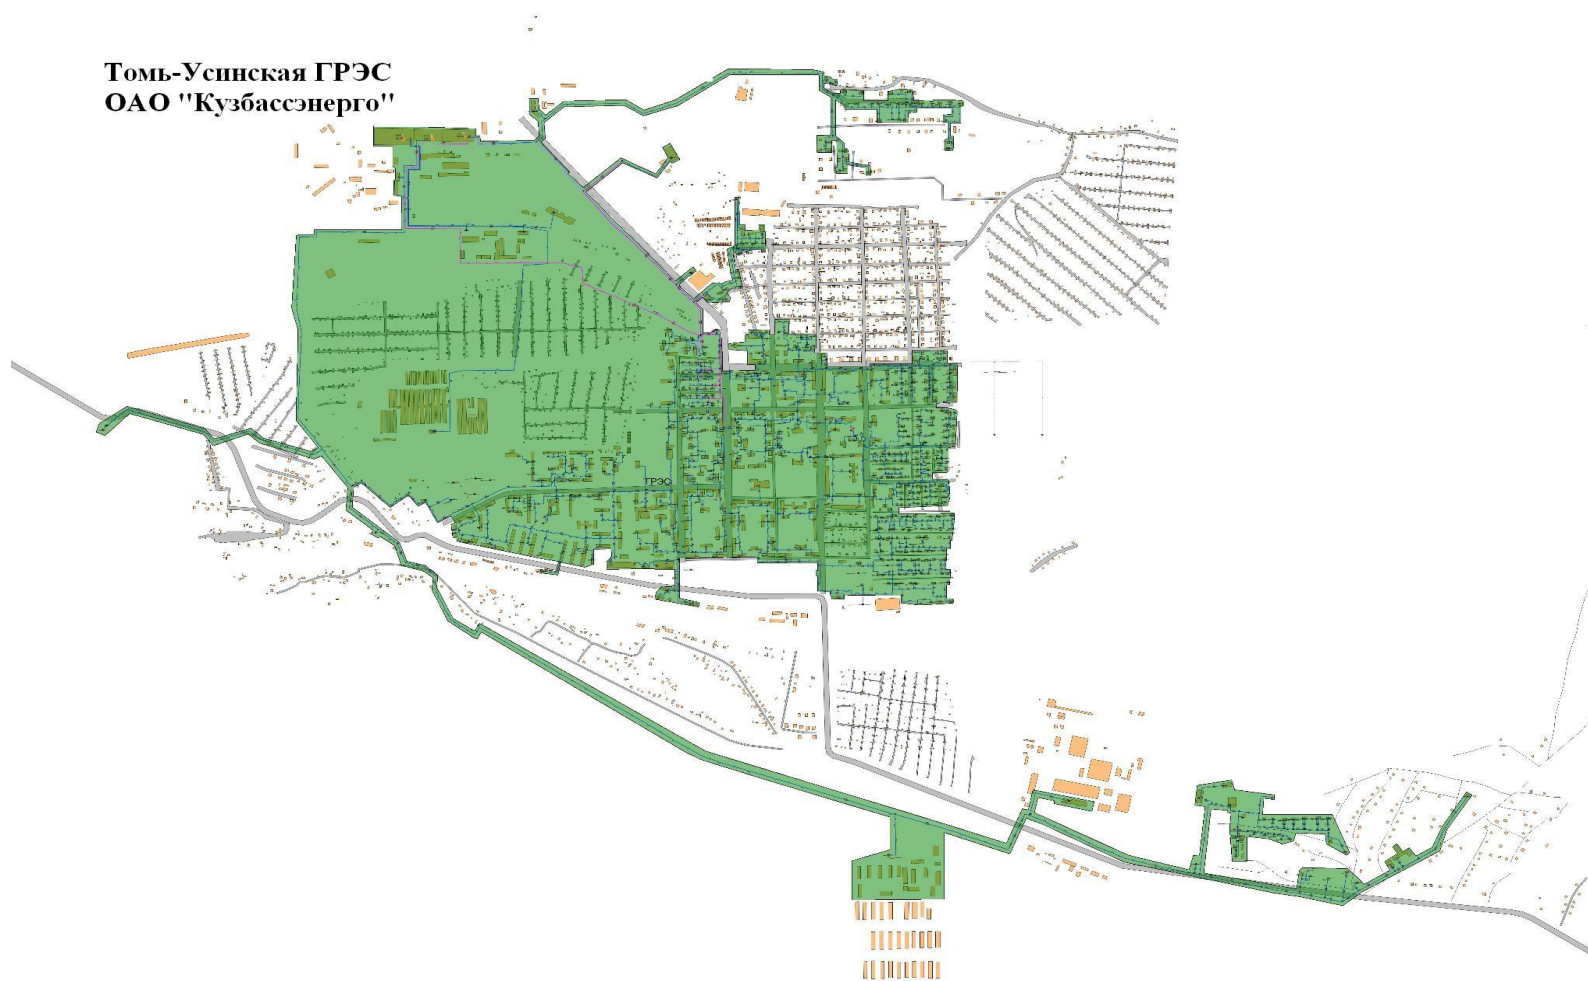 Томь-Усинская ГРЭС
ОАО "Кузбассэнерго"
ГРЭС